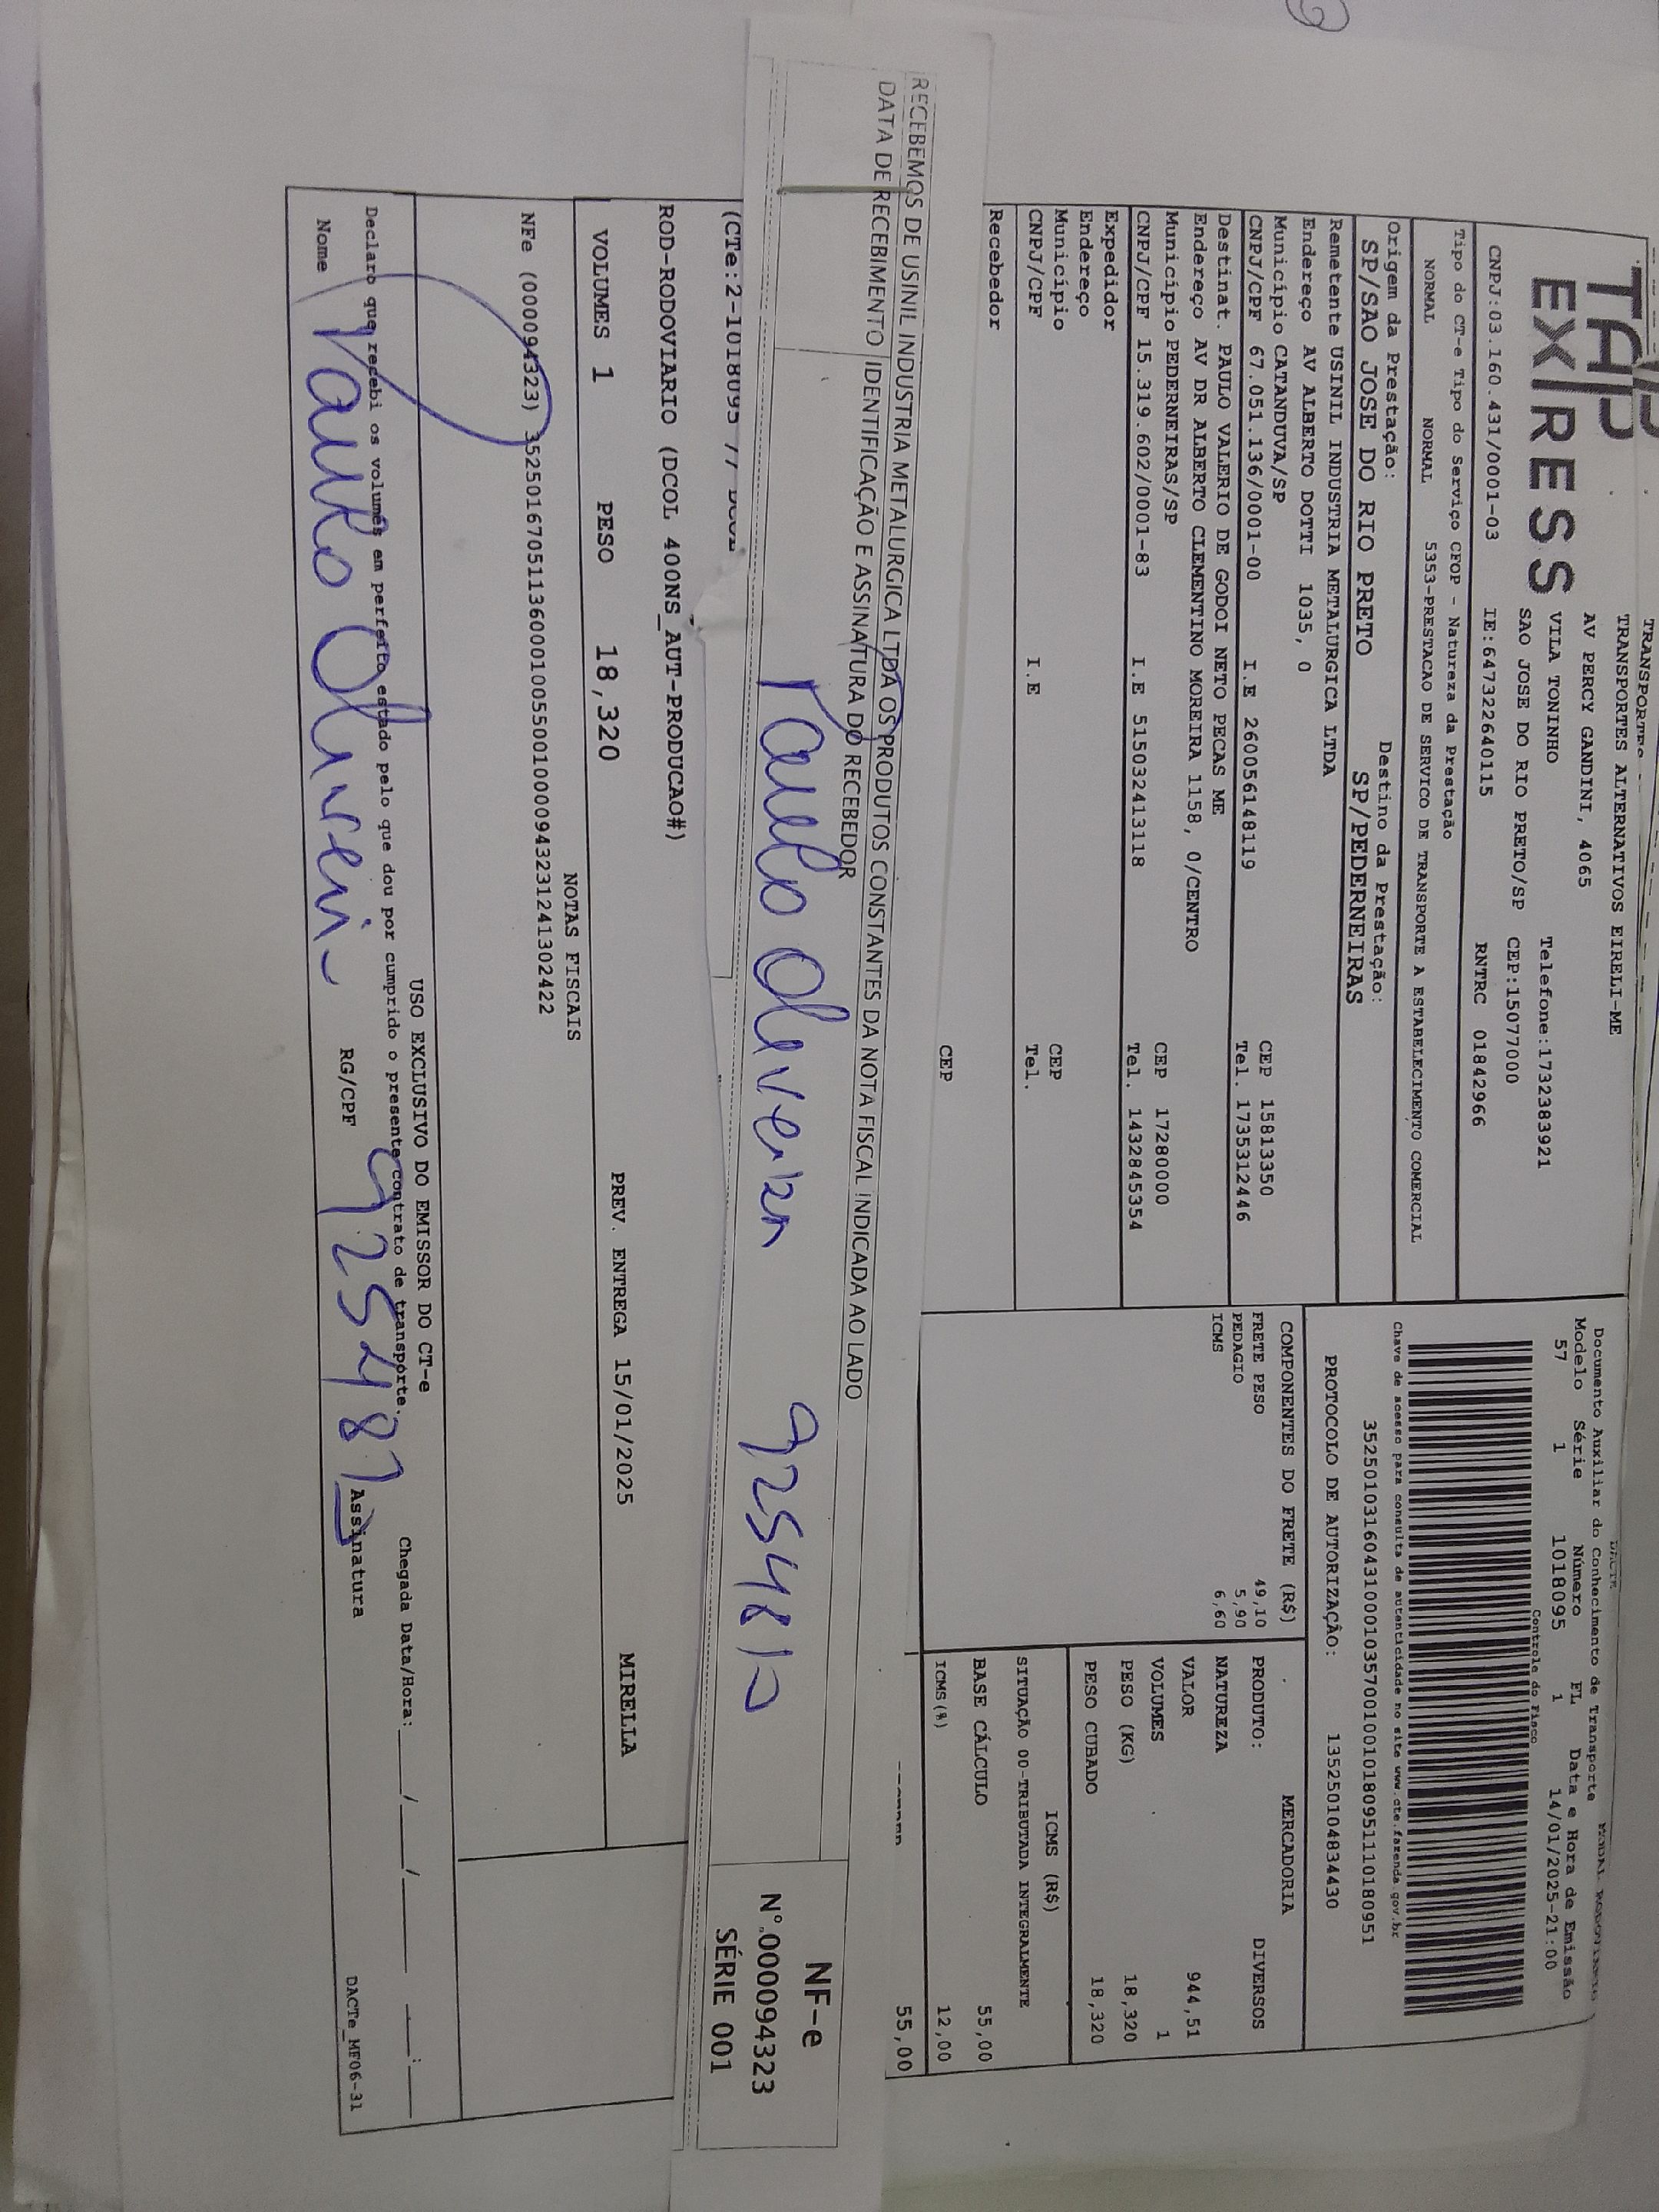 TRANSPORTES
TAP
EXPRESS
TRANSPORTES ALTERNATIVOS EIRELI-ME
AV PERCY GANDINI, 4065
VILA TONINHO
Telefone:1732383921
SAO JOSE DO RIO PRETO/SP CEP:15077000
CNPJ:03.160.431/0001-03 IE:647322640115 RNTRC 01842966
Tipo do CT-e Tipo do Serviço CFOP - Natureza da Prestação
NORMAL NORMAL 5353-PRESTACAO DE SERVICO DE TRANSPORTE A ESTABELECIMENTO COMERCIAL
Origem da Prestação: Destino da Prestação:
SP/SAO JOSE DO RIO PRETO SP/PEDERNEIRAS
Remetente USINIL INDUSTRIA METALURGICA LTDA
Endereço AV ALBERTO DOTTI 1035, 0
Município CATANDUVA/SP CEP 15813350
CNPJ/CPF 67.051.136/0001-00 I.E 260056148119 Tel. 1735312446
Destinat. PAULO VALERIO DE GODOI NETO PECAS ME
Endereço AV DR ALBERTO CLEMENTINO MOREIRA 1158, 0/CENTRO
Município PEDERNEIRAS/SP CEP 17280000
CNPJ/CPF 15.319.602/0001-83 I.E 515032413118 Tel. 1432845354
Expedidor
Endereço
Município CEP
CNPJ/CPF I.E Tel.
Recebedor
CEP
DACTE
Documento Auxiliar do Conhecimento de Transporte
Modelo Série Número FL Data e Hora de Emissão
57 1 1018095 1 14/01/2025-21:00
Controle do Fisco
Chave de acesso para consulta de autenticidade no site www.cte.fazenda.gov.br
35250103160431000103570010010180951110180951
PROTOCOLO DE AUTORIZAÇÃO: 135250104834430
COMPONENTES DO FRETE (R$)
FRETE PESO 49,10
PEDAGIO 5,90
ICMS 6,60
MERCADORIA
PRODUTO: DIVERSOS
NATUREZA
VALOR 944,51
VOLUMES 1
PESO (KG) 18,320
PESO CUBADO 18,320
ICMS (R$)
SITUAÇÃO 00-TRIBUTADA INTEGRALMENTE
BASE CÁLCULO 55,00
ICMS(%) 12,00
55,00
RECEBEMOS DE USINIL INDUSTRIA METALURGICA LTDA OS PRODUTOS CONSTANTES DA NOTA FISCAL INDICADA AO LADO
DATA DE RECEBIMENTO IDENTIFICAÇÃO E ASSINATURA DO RECEBEDOR
Paulo Oliveira
NF-e
Nº.000094323
SÉRIE 001
(CTe:2-1018095
ROD-RODOVIARIO (DCOL 400NS_AUT-PRODUCAO#)
VOLUMES 1 PESO 18,320 PREV. ENTREGA 15/01/2025 MIRELLA
NOTAS FISCAIS
NFe (000094323) 35250167051136000100550010000943231241302422
USO EXCLUSIVO DO EMISSOR DO CT-e
Declaro que recebi os volumes em perfeito estado pelo que dou por cumprido o presente contrato de transporte. Chegada Data/Hora: ___/___/____ __:__
Nome Paulo Oliveira RG/CPF Assinatura
DACTe_MF06-31